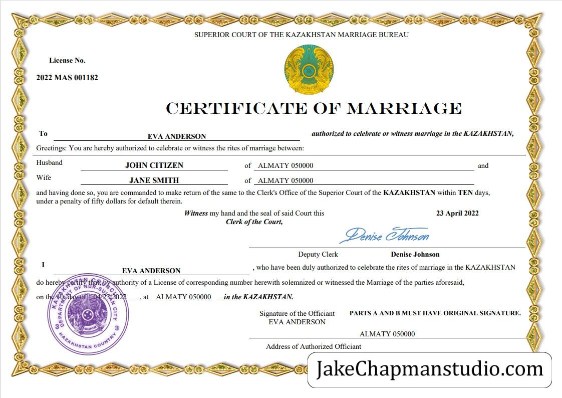 SUPERIOR COURT OF THE KAZAKHSTAN MARRIAGE BUREAU
License No.
2022 MAS 001182
CERTIFICATE OF MARRIAGE
To EVA ANDERSON authorized to celebrate or witness marriage in the KAZAKHSTAN,
Greetings: You are hereby authorized to celebrate or witness the rites of marriage between:
Husband JOHN CITIZEN of ALMATY 050000 and
Wife JANE SMITH of ALMATY 050000
and having done so, you are commanded to make return of the same to the Clerk's Office of the Superior Court of the KAZAKHSTAN within TEN days,
under a penalty of fifty dollars for default therein.
Witness my hand and the seal of said Court this 23 April 2022
Clerk of the Court,
Denise Johnson
Deputy Clerk Denise Johnson
I EVA ANDERSON , who have been duly authorized to celebrate the rites of marriage in the KAZAKHSTAN
do hereby certify that by authority of a License of corresponding number herewith solemnized or witnessed the Marriage of the parties aforesaid,
on the , at ALMATY 050000 in the KAZAKHSTAN.
Signature of the Officiant PARTS A AND B MUST HAVE ORIGINAL SIGNATURE.
EVA ANDERSON
ALMATY 050000
Address of Authorized Officiant
JakeChapmanstudio.com